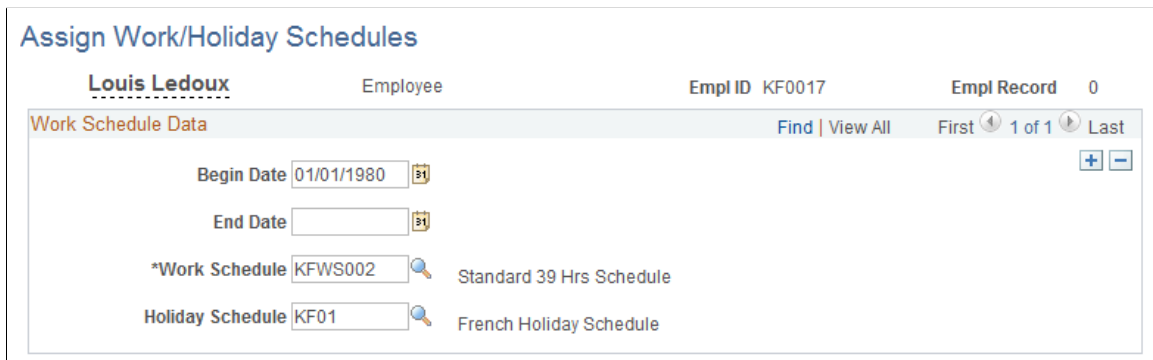 Assign Work/Holiday Schedules
Louis Ledoux Employee Empl ID KF0017 Empl Record 0
Work Schedule Data Find | View All First 1 of 1 Last
Begin Date 01/01/1980 31
End Date 31
*Work Schedule KFWS002 Standard 39 Hrs Schedule
Holiday Schedule KF01 French Holiday Schedule